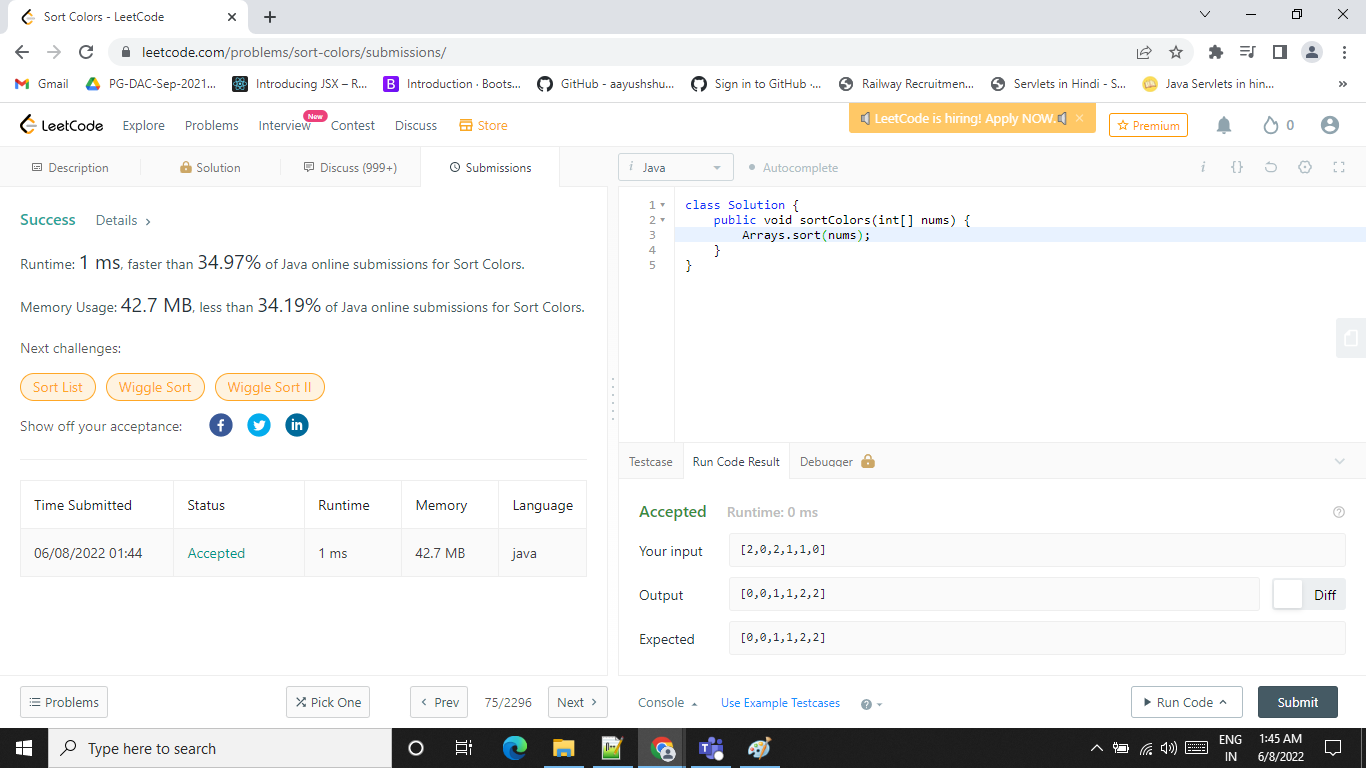 Sort Colors - LeetCode
leetcode.com/problems/sort-colors/submissions/
Gmail PG-DAC-Sep-2021... Introducing JSX – R... Introduction · Boots... GitHub - aayushshu... Sign in to GitHub ·... Railway Recruitmen... Servlets in Hindi - S... Java Servlets in hin... »
LeetCode Explore Problems Interview New Contest Discuss Store LeetCode is hiring! Apply NOW. Premium 0
Description Solution Discuss (999+) Submissions
i Java Autocomplete i {}
Success Details
Runtime: 1 ms, faster than 34.97% of Java online submissions for Sort Colors.
Memory Usage: 42.7 MB, less than 34.19% of Java online submissions for Sort Colors.
Next challenges:
Sort List Wiggle Sort Wiggle Sort II
Show off your acceptance:
Time Submitted Status Runtime Memory Language
06/08/2022 01:44 Accepted 1 ms 42.7 MB java
1 class Solution {
2 public void sortColors(int[] nums) {
3 Arrays.sort(nums);
4 }
5 }
Testcase Run Code Result Debugger
Accepted Runtime: 0 ms
Your input [2,0,2,1,1,0]
Output [0,0,1,1,2,2] Diff
Expected [0,0,1,1,2,2]
Problems Pick One Prev 75/2296 Next Console Use Example Testcases Run Code Submit
Type here to search
ENG
IN
1:45 AM
6/8/2022